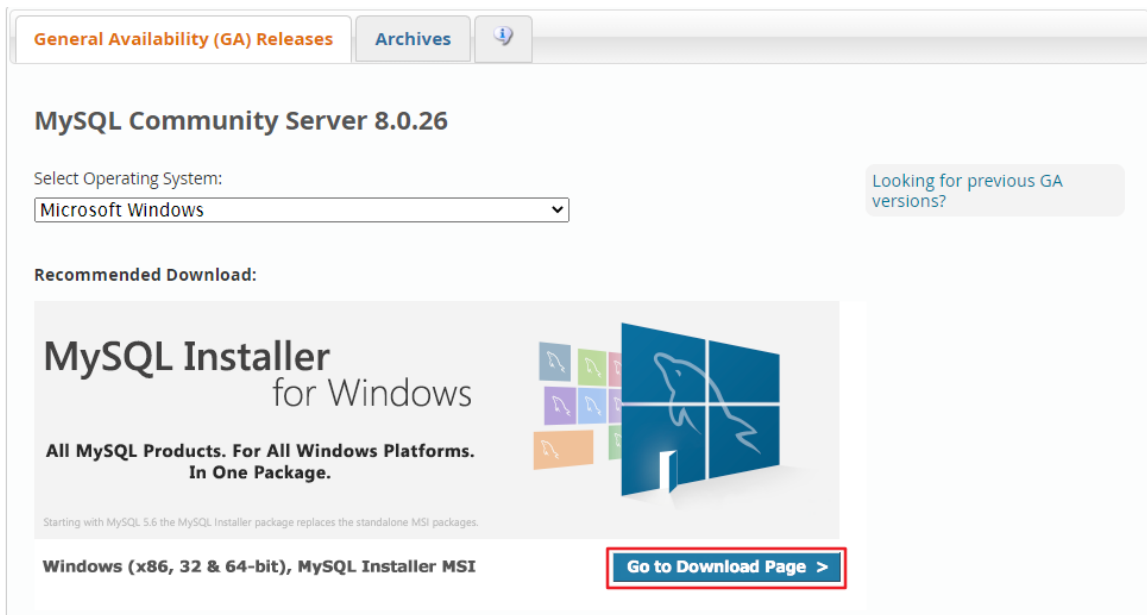 General Availability (GA) Releases
Archives
MySQL Community Server 8.0.26
Select Operating System:
Microsoft Windows
Looking for previous GA
versions?
Recommended Download:
MySQL Installer
for Windows
All MySQL Products. For All Windows Platforms.
In One Package.
Starting with MySQL 5.6 the MySQL Installer package replaces the standalone MSI packages.
Windows (x86, 32 & 64-bit), MySQL Installer MSI
Go to Download Page >